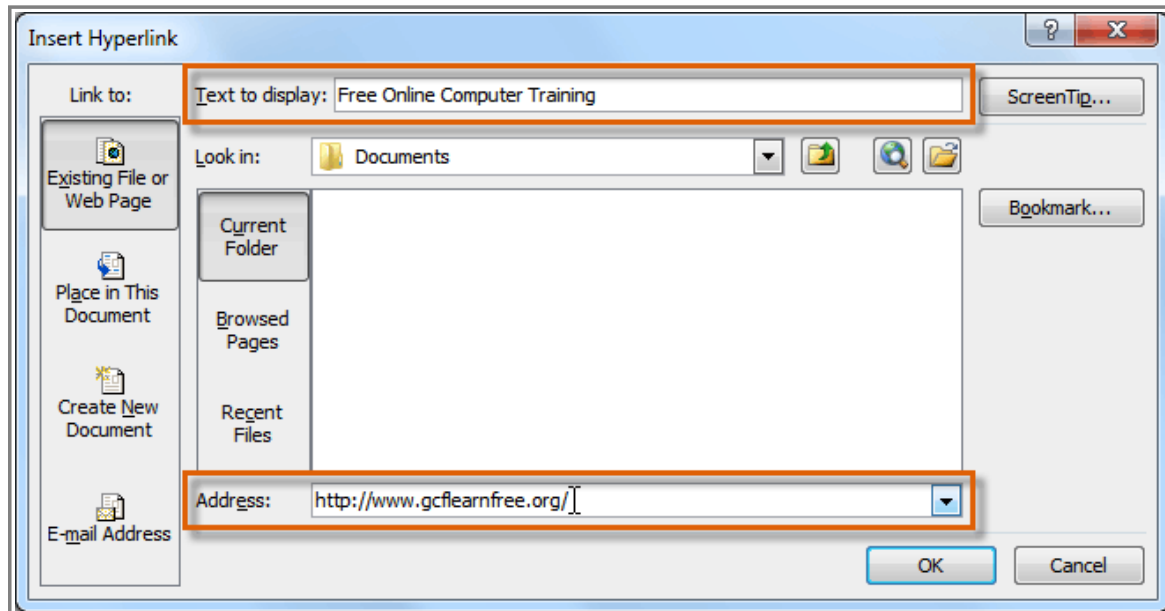 Insert Hyperlink
?
X
Link to:
Text to display: Free Online Computer Training
ScreenTip...
Existing File or
Web Page
Look in:
Documents
Current
Folder
Bookmark...
Place in This
Document
Browsed
Pages
Create New
Document
Recent
Files
E-mail Address
Address: http://www.gcflearnfree.org/
OK
Cancel